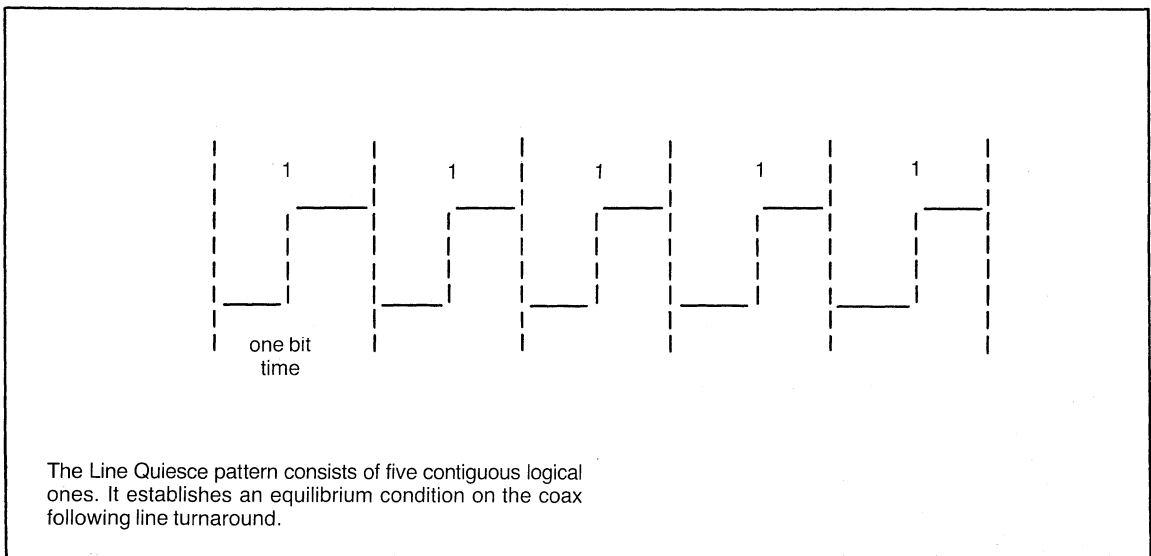 1 1 1 1 1
one bit
time
The Line Quiesce pattern consists of five contiguous logical
ones. It establishes an equilibrium condition on the coax
following line turnaround.